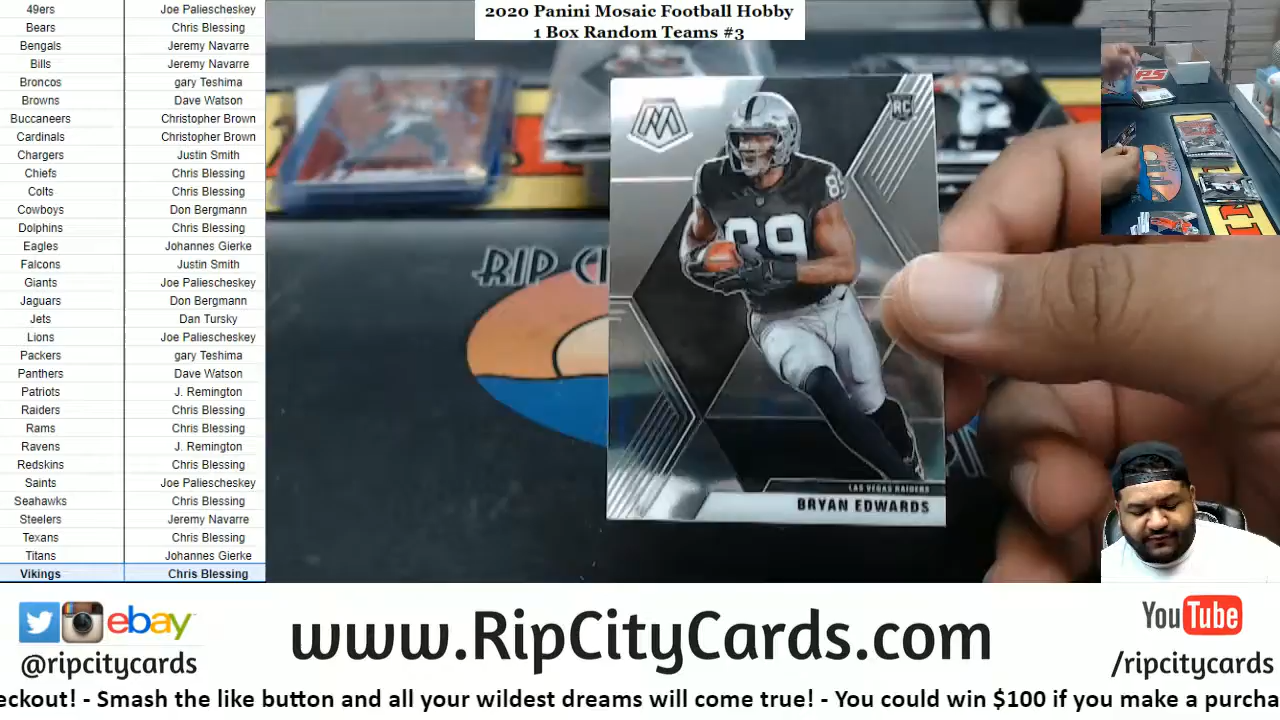 2020 Panini Mosaic Football Hobby
1 Box Random Teams #3
49ers Joe Paliescheskey
Bears Chris Blessing
Bengals Jeremy Navarre
Bills Jeremy Navarre
Broncos gary Teshima
Browns Dave Watson
Buccaneers Christopher Brown
Cardinals Christopher Brown
Chargers Justin Smith
Chiefs Chris Blessing
Colts Chris Blessing
Cowboys Don Bergmann
Dolphins Chris Blessing
Eagles Johannes Gierke
Falcons Justin Smith
Giants Joe Paliescheskey
Jaguars Don Bergmann
Jets Dan Tursky
Lions Joe Paliescheskey
Packers gary Teshima
Panthers Dave Watson
Patriots J. Remington
Raiders Chris Blessing
Rams Chris Blessing
Ravens J. Remington
Redskins Chris Blessing
Saints Joe Paliescheskey
Seahawks Chris Blessing
Steelers Jeremy Navarre
Texans Chris Blessing
Titans Johannes Gierke
Vikings Chris Blessing
RIP
M
RC
89
LAS VEGAS RAIDERS
BRYAN EDWARDS
ebay
@ripcitycards
www.RipCityCards.com
YouTube
/ripcitycards
eckout! - Smash the like button and all your wildest dreams will come true! - You could win $100 if you make a purcha